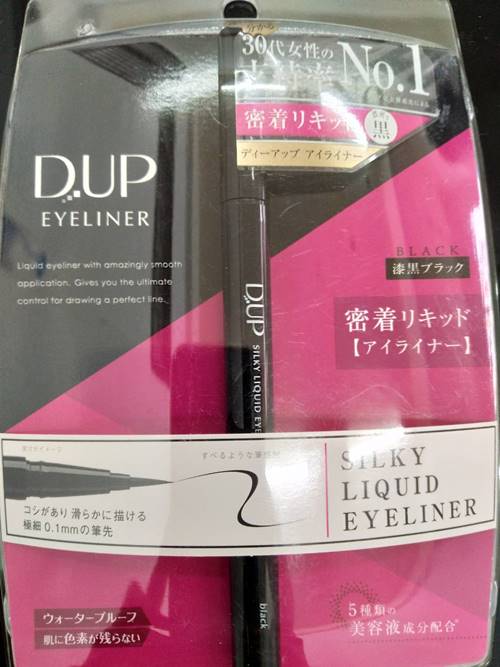 30代女性の
No.1
密着リキッド
黒
ディーアップ アイライナー
D.UP
EYELINER
Liquid eyeliner with amazingly smooth
application. Gives you the ultimate
control for drawing a perfect line.
BLACK
漆黒ブラック
密着リキッド
【アイライナー】
D.UP
SILKY LIQUID EYE
すべるような
コシがあり 滑らかに描ける
極細0.1mmの筆先
SILKY
LIQUID
EYELINER
black
ウォータープルーフ
肌に色素が残らない
5種類の
美容液成分配合